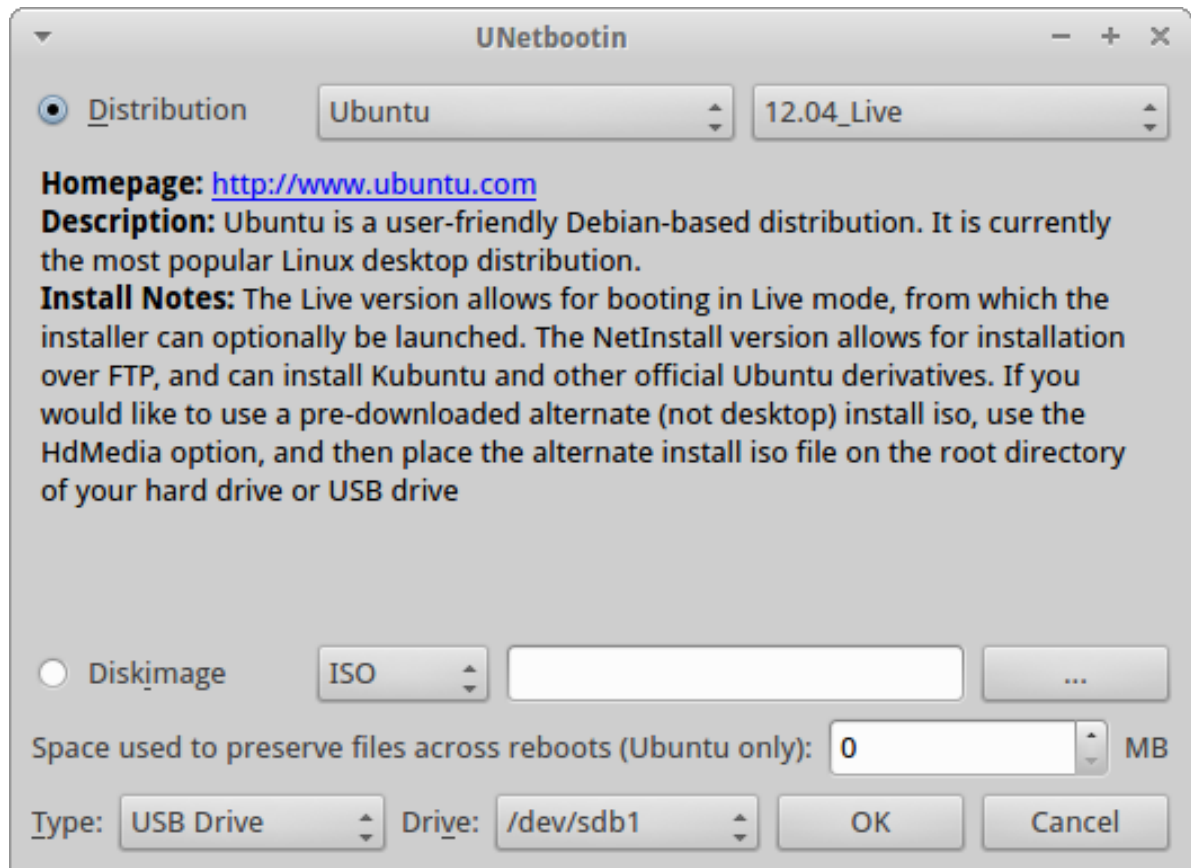 UNetbootin
Distribution Ubuntu 12.04_Live
Homepage: http://www.ubuntu.com
Description: Ubuntu is a user-friendly Debian-based distribution. It is currently
the most popular Linux desktop distribution.
Install Notes: The Live version allows for booting in Live mode, from which the
installer can optionally be launched. The NetInstall version allows for installation
over FTP, and can install Kubuntu and other official Ubuntu derivatives. If you
would like to use a pre-downloaded alternate (not desktop) install iso, use the
HdMedia option, and then place the alternate install iso file on the root directory
of your hard drive or USB drive
Diskimage ISO ...
Space used to preserve files across reboots (Ubuntu only): 0 MB
Type: USB Drive Drive: /dev/sdb1 OK Cancel